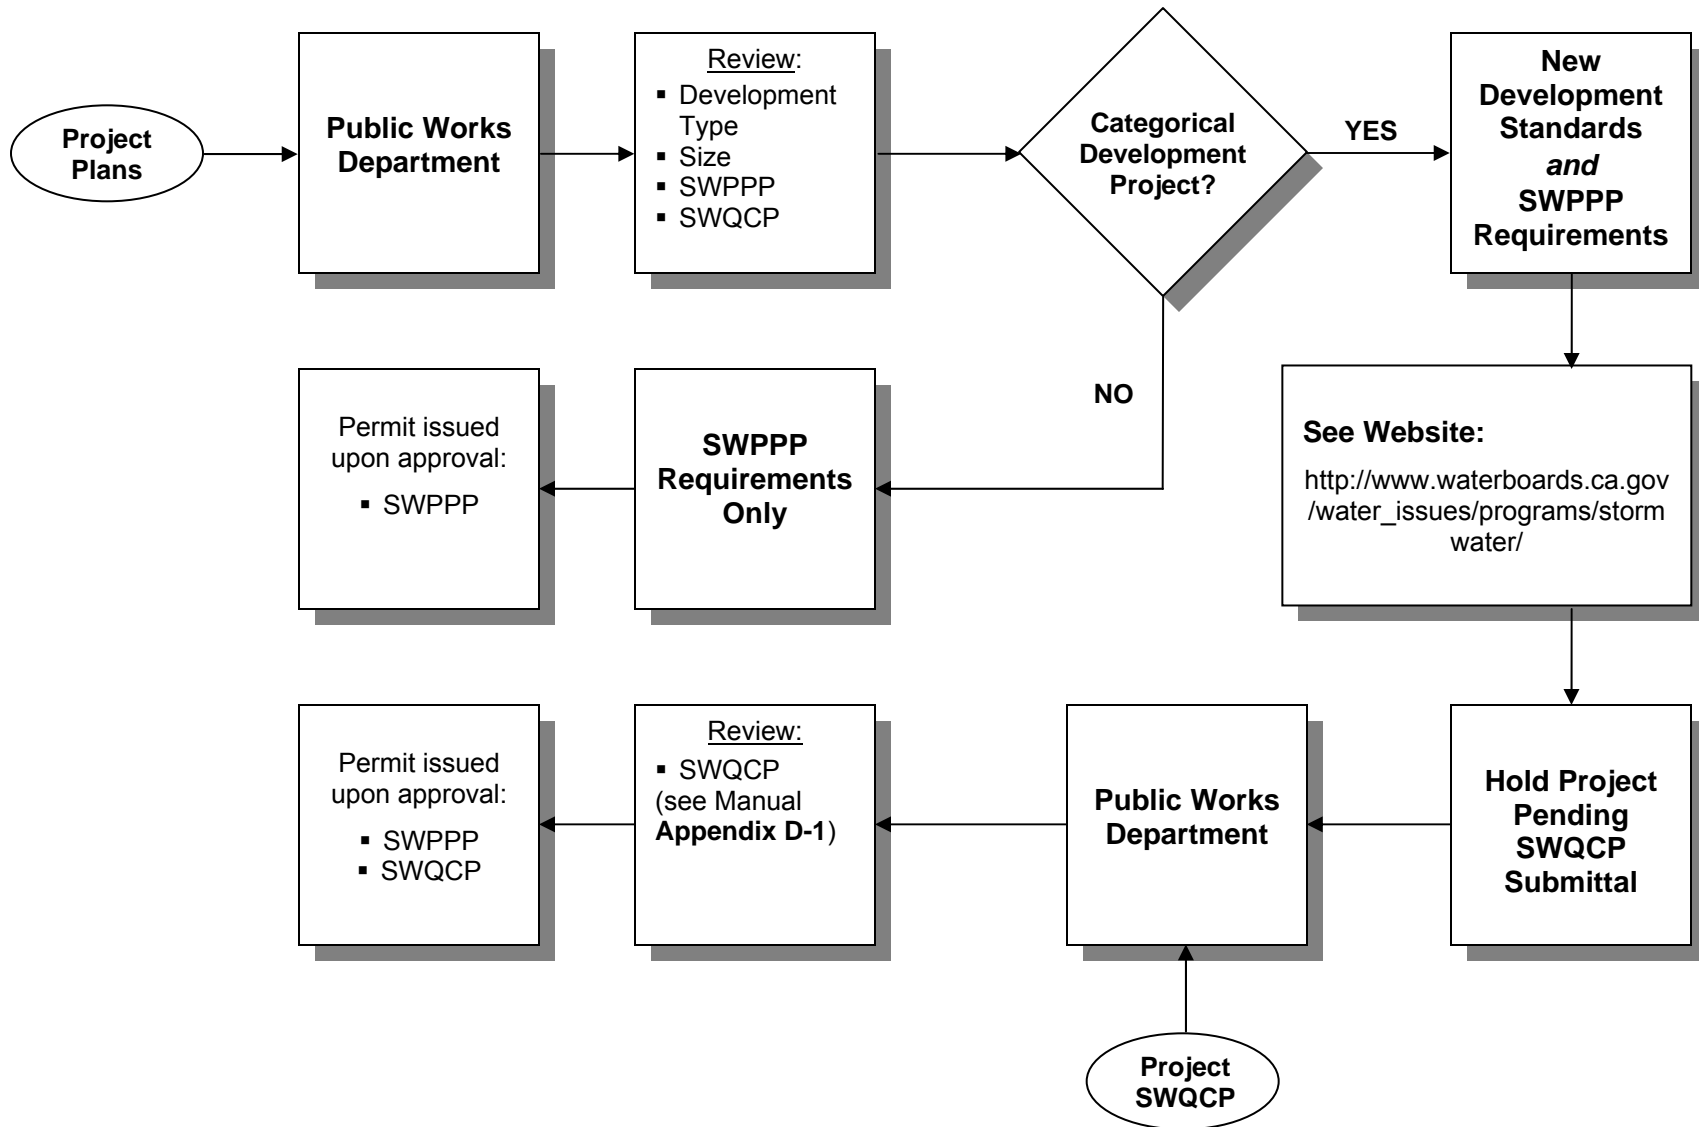 Project
Plans
Public Works
Department
Review:
▪ Development
Type
▪ Size
▪ SWPPP
▪ SWQCP
Categorical
Development
Project?
YES
New
Development
Standards
and
SWPPP
Requirements
NO
SWPPP
Requirements
Only
Permit issued
upon approval:
▪ SWPPP
See Website:
http://www.waterboards.ca.gov
/water_issues/programs/storm
water/
Hold Project
Pending
SWQCP
Submittal
Public Works
Department
Project
SWQCP
Review:
▪ SWQCP
(see Manual
Appendix D-1)
Permit issued
upon approval:
▪ SWPPP
▪ SWQCP